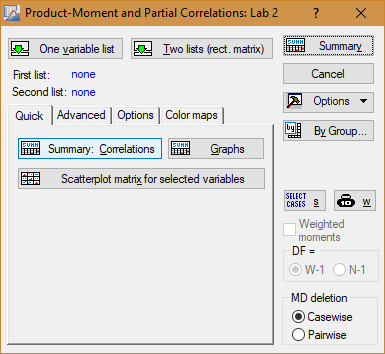 Product-Moment and Partial Correlations: Lab 2 ? ×
One variable list Two lists (rect. matrix) Summary
First list: none Cancel
Second list: none
Options
Quick Advanced Options Color maps
By Group...
Summary: Correlations Graphs
Scatterplot matrix for selected variables
SELECT CASES s w
Weighted moments
DF =
W-1 N-1
MD deletion
Casewise
Pairwise